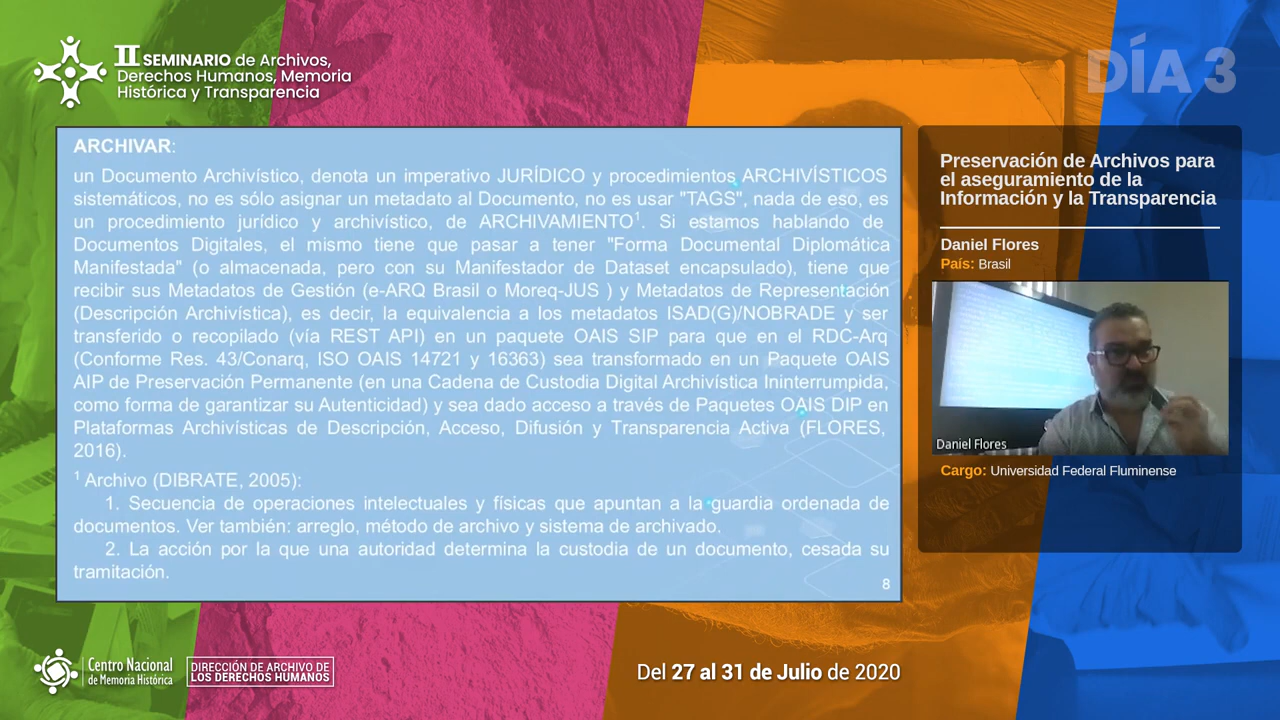 II SEMINARIO de Archivos,
Derechos Humanos, Memoria
Histórica y Transparencia
DÍA 3
ARCHIVAR:
un Documento Archivístico, denota un imperativo JURÍDICO y procedimientos ARCHIVÍSTICOS
sistemáticos, no es sólo asignar un metadato al Documento, no es usar "TAGS", nada de eso, es
un procedimiento jurídico y archivístico, de ARCHIVAMIENTO¹. Si estamos hablando de
Documentos Digitales, el mismo tiene que pasar a tener "Forma Documental Diplomática
Manifestada" (o almacenada, pero con su Manifestador de Dataset encapsulado), tiene que
recibir sus Metadatos de Gestión (e-ARQ Brasil o Moreq-JUS ) y Metadatos de Representación
(Descripción Archivística), es decir, la equivalencia a los metadatos ISAD(G)/NOBRADE y ser
transferido o recopilado (vía REST API) en un paquete OAIS SIP para que en el RDC-Arq
(Conforme Res. 43/Conarq, ISO OAIS 14721 y 16363) sea transformado en un Paquete OAIS
AIP de Preservación Permanente (en una Cadena de Custodia Digital Archivística Ininterrumpida,
como forma de garantizar su Autenticidad) y sea dado acceso a través de Paquetes OAIS DIP en
Plataformas Archivísticas de Descripción, Acceso, Difusión y Transparencia Activa (FLORES,
2016).
¹ Archivo (DIBRATE, 2005):
1. Secuencia de operaciones intelectuales y físicas que apuntan a la guardia ordenada de
documentos. Ver también: arreglo, método de archivo y sistema de archivado.
2. La acción por la que una autoridad determina la custodia de un documento, cesada su
tramitación.
8
Preservación de Archivos para
el aseguramiento de la
Información y la Transparencia
Daniel Flores
País: Brasil
Daniel Flores
Cargo: Universidad Federal Fluminense
Centro Nacional
de Memoria Histórica
DIRECCIÓN DE ARCHIVO DE
LOS DERECHOS HUMANOS
Del 27 al 31 de Julio de 2020